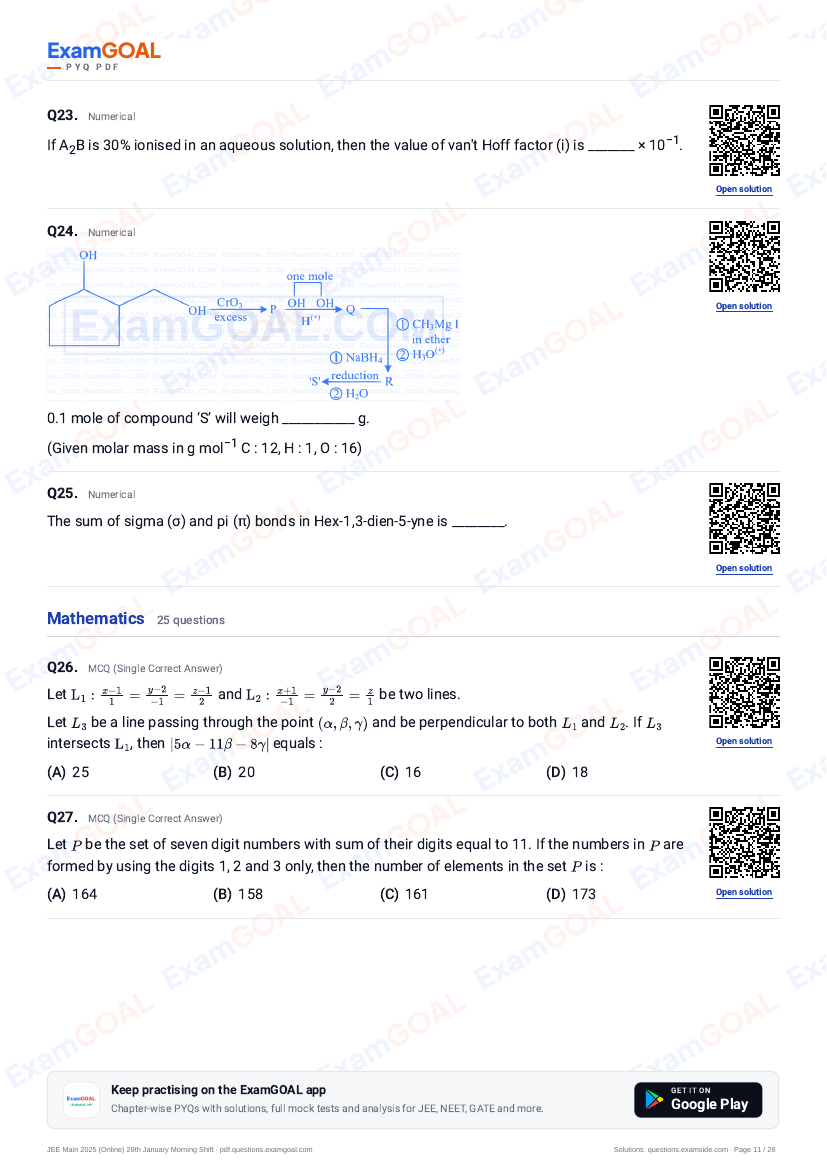 ExamGOAL
PYQ PDF
Q23. Numerical
If A₂B is 30% ionised in an aqueous solution, then the value of van't Hoff factor (i) is _______ × 10⁻¹.
Open solution
Q24. Numerical
Open solution
OH
one mole
OH CrO₃ excess P OH OH H⁽⁺⁾ Q
① CH₃Mg I
in ether
② H₃O⁽⁺⁾
① NaBH₄
'S' reduction R
② H₂O
0.1 mole of compound ‘S’ will weigh ___________ g.
(Given molar mass in g mol⁻¹ C : 12, H : 1, O : 16)
Q25. Numerical
The sum of sigma (σ) and pi (π) bonds in Hex-1,3-dien-5-yne is ________.
Open solution
Mathematics 25 questions
Q26. MCQ (Single Correct Answer)
Let L₁ : (x−1)/1 = (y−2)/−1 = (z−1)/2 and L₂ : (x+1)/−1 = (y−2)/2 = z/1 be two lines.
Let L₃ be a line passing through the point (α, β, γ) and be perpendicular to both L₁ and L₂. If L₃
intersects L₁, then |5α − 11β − 8γ| equals :
Open solution
(A) 25 (B) 20 (C) 16 (D) 18
Q27. MCQ (Single Correct Answer)
Let P be the set of seven digit numbers with sum of their digits equal to 11. If the numbers in P are
formed by using the digits 1, 2 and 3 only, then the number of elements in the set P is :
(A) 164 (B) 158 (C) 161 (D) 173
Open solution
Keep practising on the ExamGOAL app
Chapter-wise PYQs with solutions, full mock tests and analysis for JEE, NEET, GATE and more.
GET IT ON
Google Play
JEE Main 2025 (Online) 29th January Morning Shift · pdf.questions.examgoal.com
Solutions: questions.examside.com · Page 11 / 26